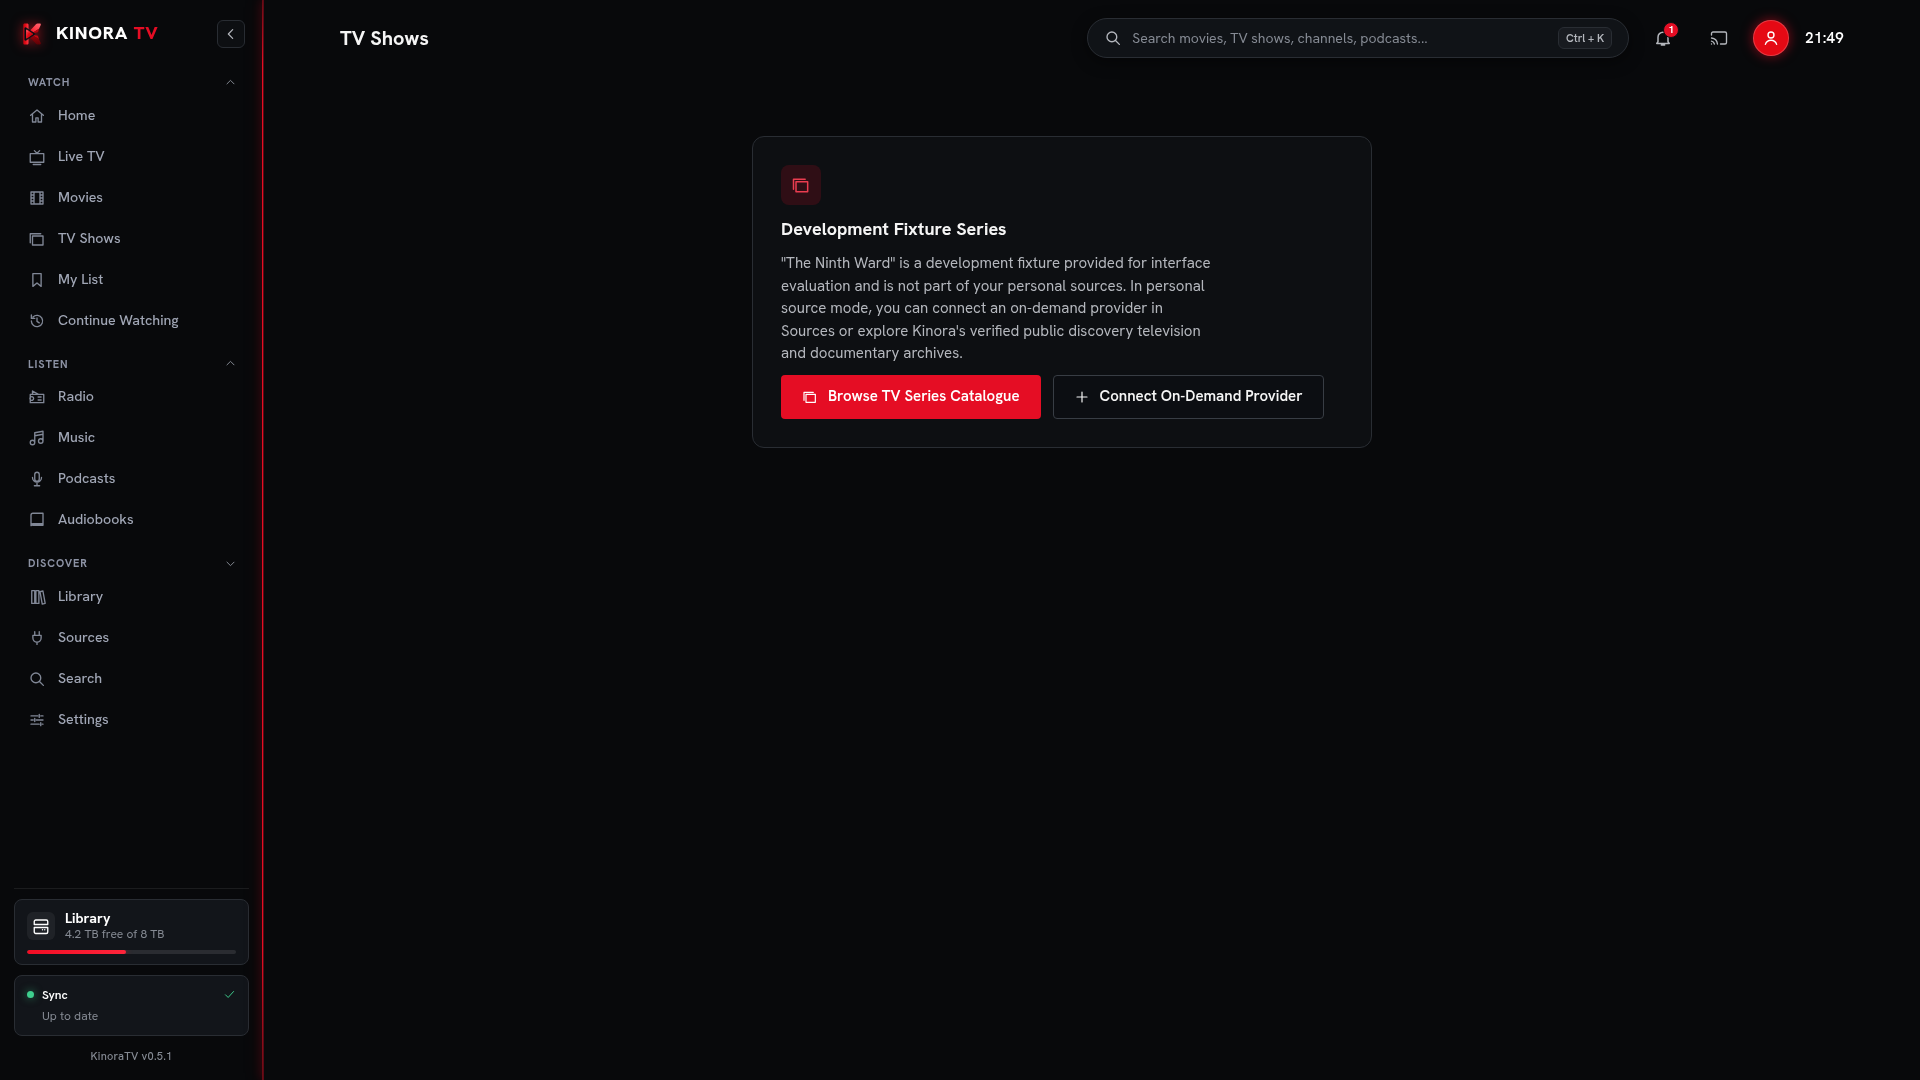 KINORA TV
WATCH
Home
Live TV
Movies
TV Shows
My List
Continue Watching
LISTEN
Radio
Music
Podcasts
Audiobooks
DISCOVER
Library
Sources
Search
Settings
Library
4.2 TB free of 8 TB
Sync
Up to date
KinoraTV v0.5.1
TV Shows
Search movies, TV shows, channels, podcasts...
Ctrl + K
1
21:49
Development Fixture Series
"The Ninth Ward" is a development fixture provided for interface
evaluation and is not part of your personal sources. In personal
source mode, you can connect an on-demand provider in
Sources or explore Kinora's verified public discovery television
and documentary archives.
Browse TV Series Catalogue
Connect On-Demand Provider